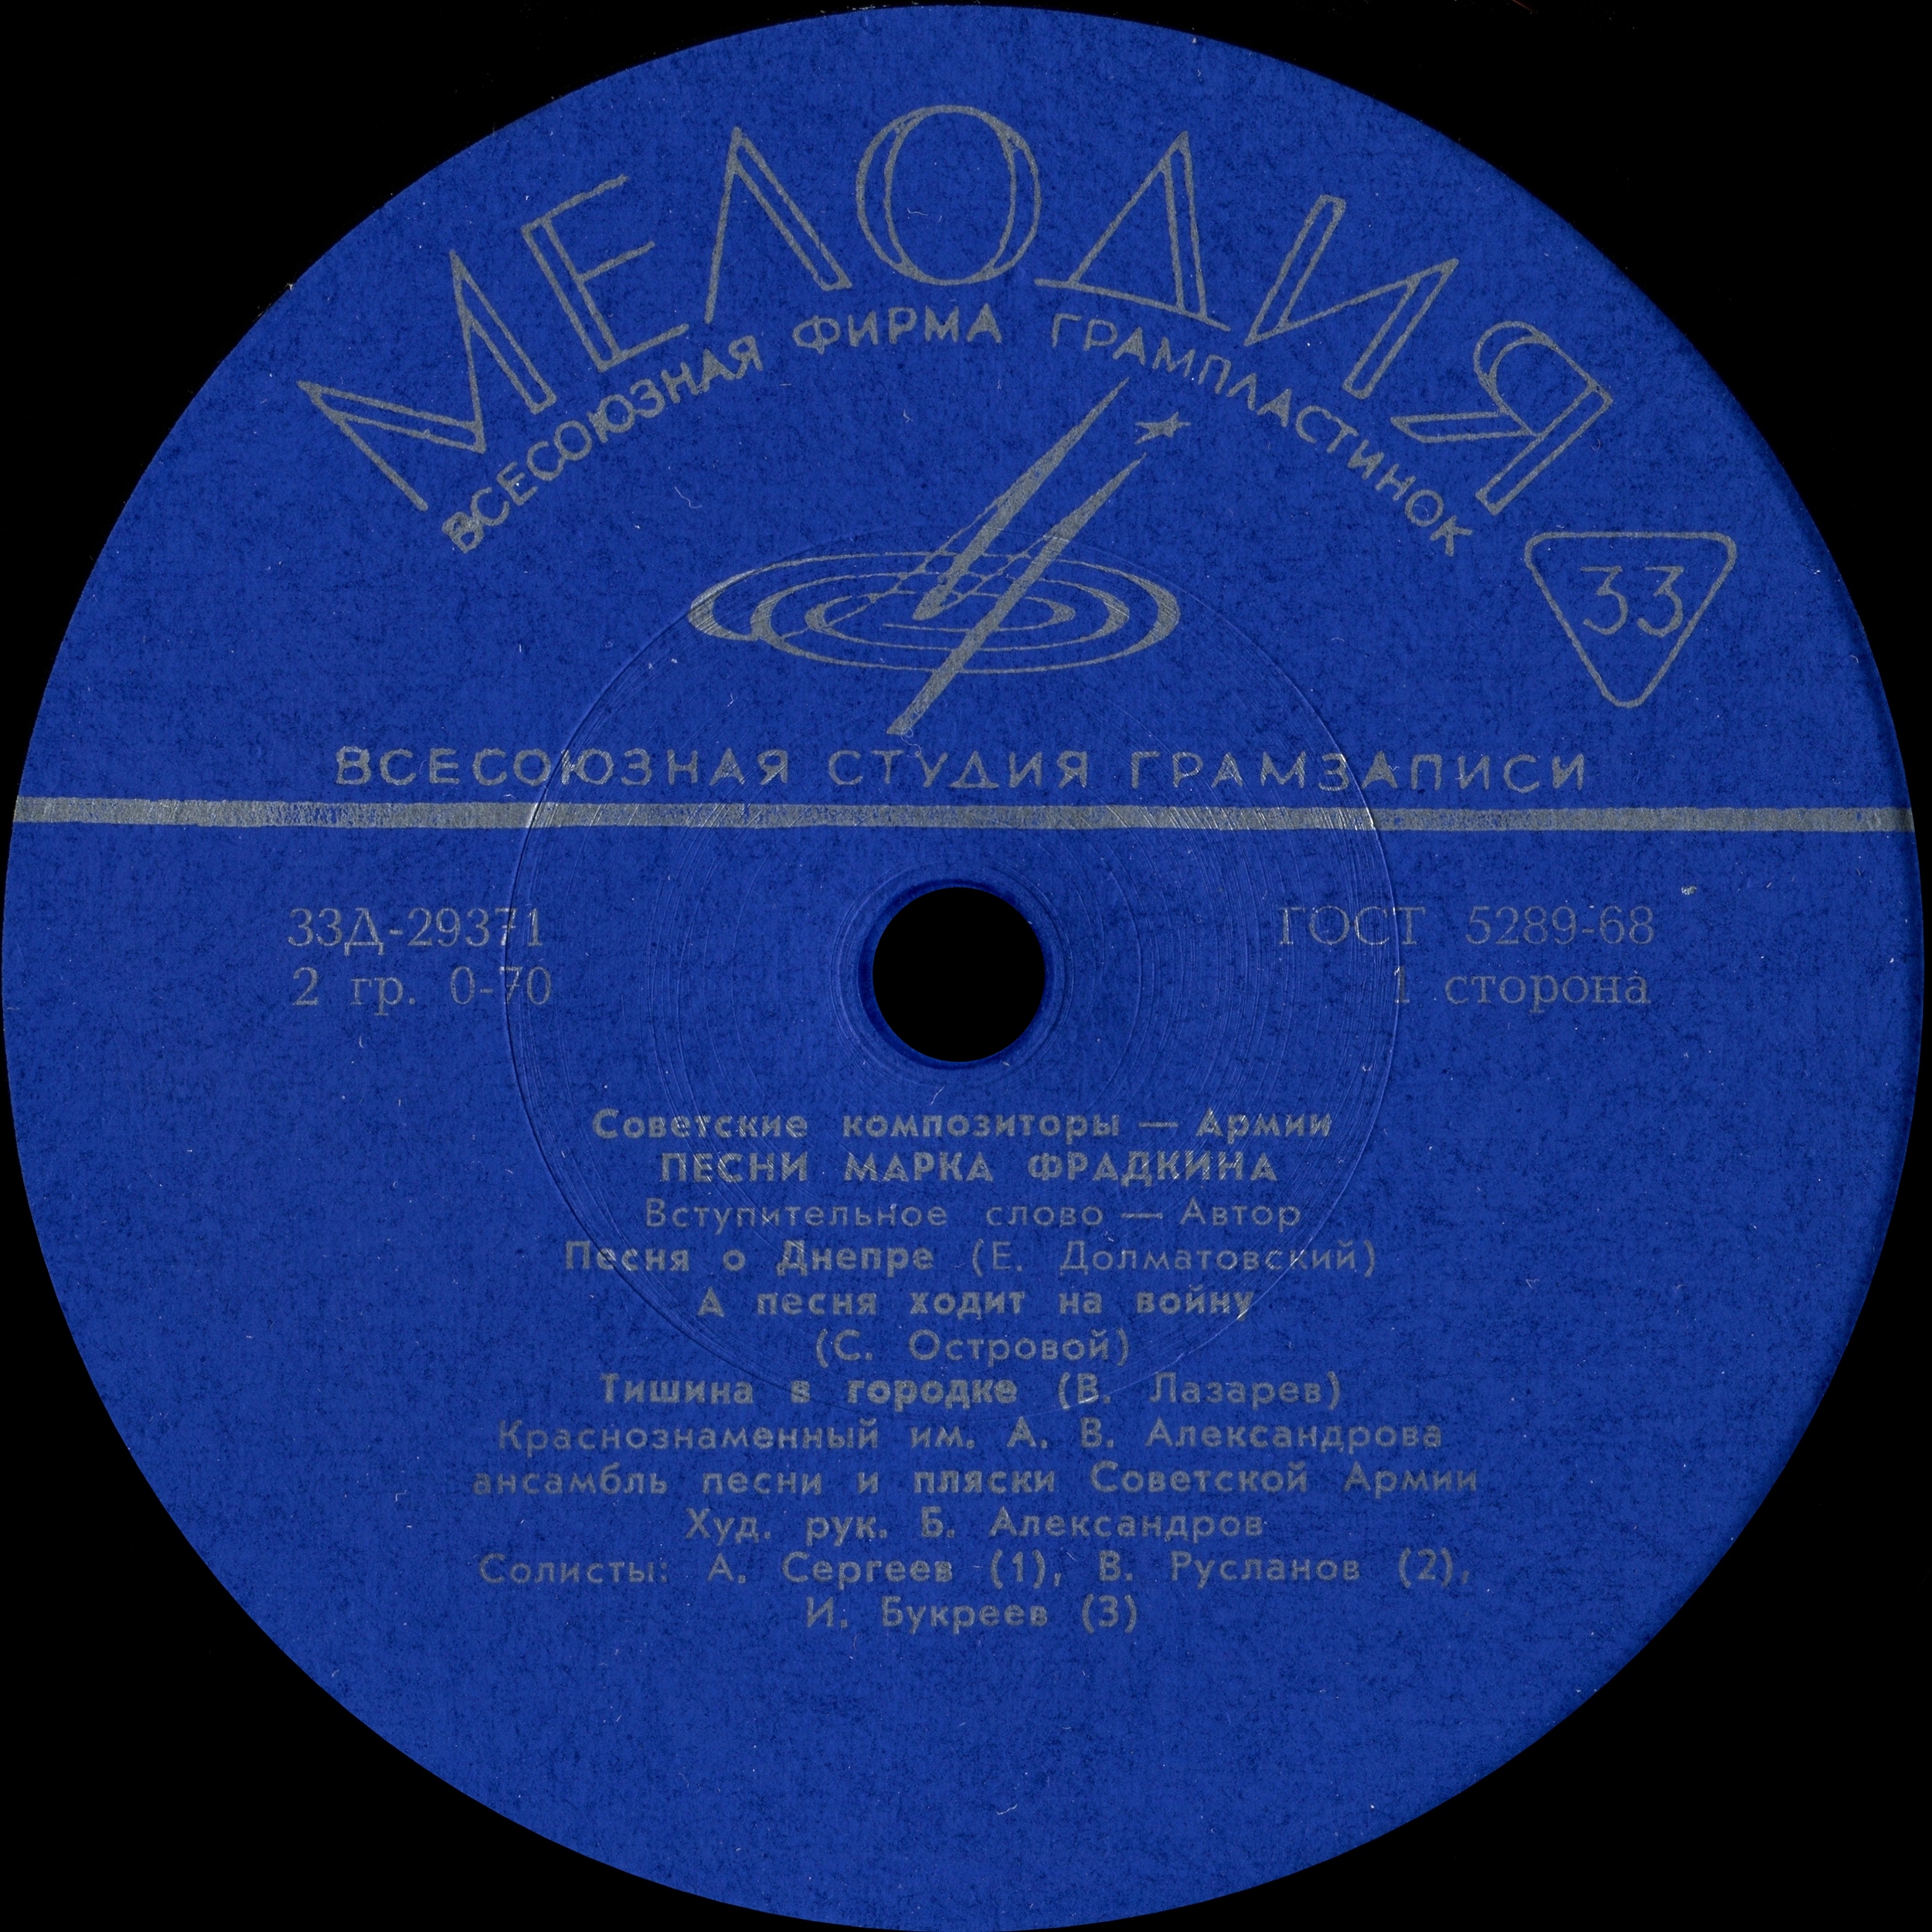 МЕЛОДИЯ
ВСЕСОЮЗНАЯ ФИРМА ГРАМПЛАСТИНОК
33
ВСЕСОЮЗНАЯ СТУДИЯ ГРАМЗАПИСИ
33Д-29371
2 гр. 0-70
ГОСТ 5289-68
1 сторона
Советские композиторы — Армии
ПЕСНИ МАРКА ФРАДКИНА
Вступительное слово — Автор
Песня о Днепре (Е. Долматовский)
А песня ходит на войну
(С. Островой)
Тишина в городке (В. Лазарев)
Краснознаменный им. А. В. Александрова
ансамбль песни и пляски Советской Армии
Худ. рук. Б. Александров
Солисты: А. Сергеев (1), В. Русланов (2),
И. Букреев (3)